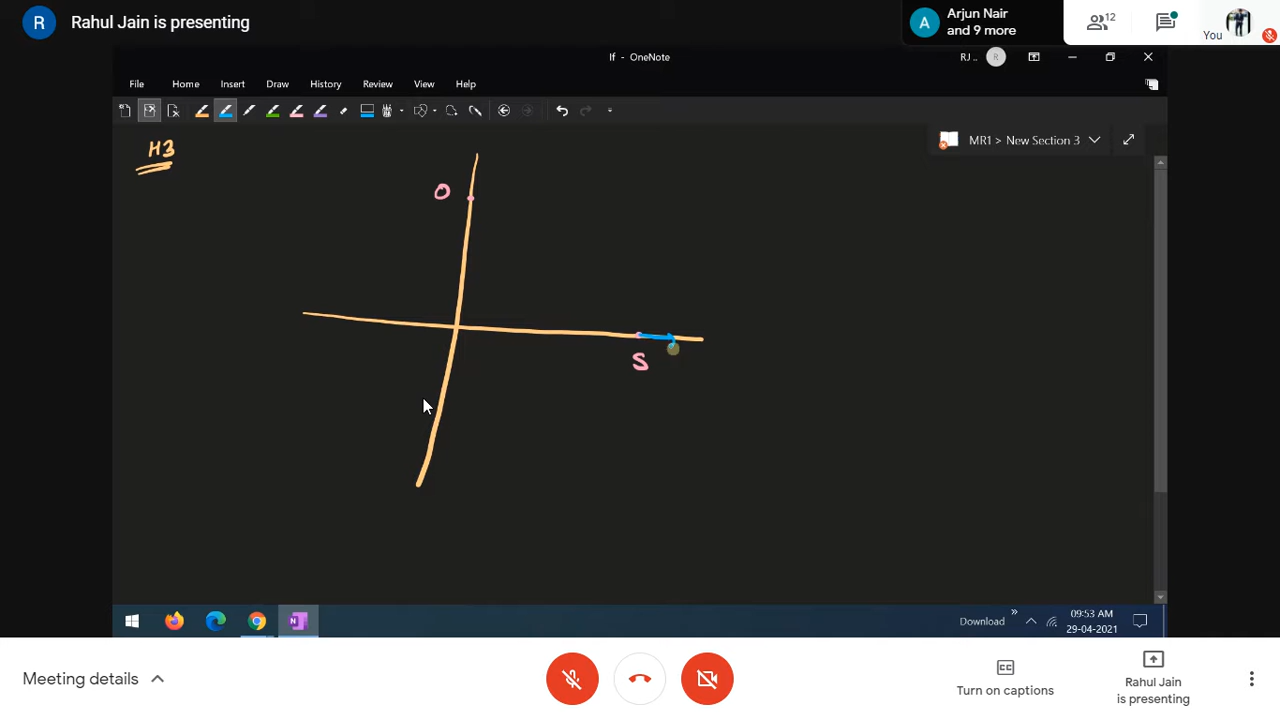 R Rahul Jain is presenting
A Arjun Nair and 9 more
12
You
If - OneNote
RJ .. R
File Home Insert Draw History Review View Help
MR1 > New Section 3
H3
O
S
Download
09:53 AM
29-04-2021
Meeting details
Turn on captions
Rahul Jain
is presenting